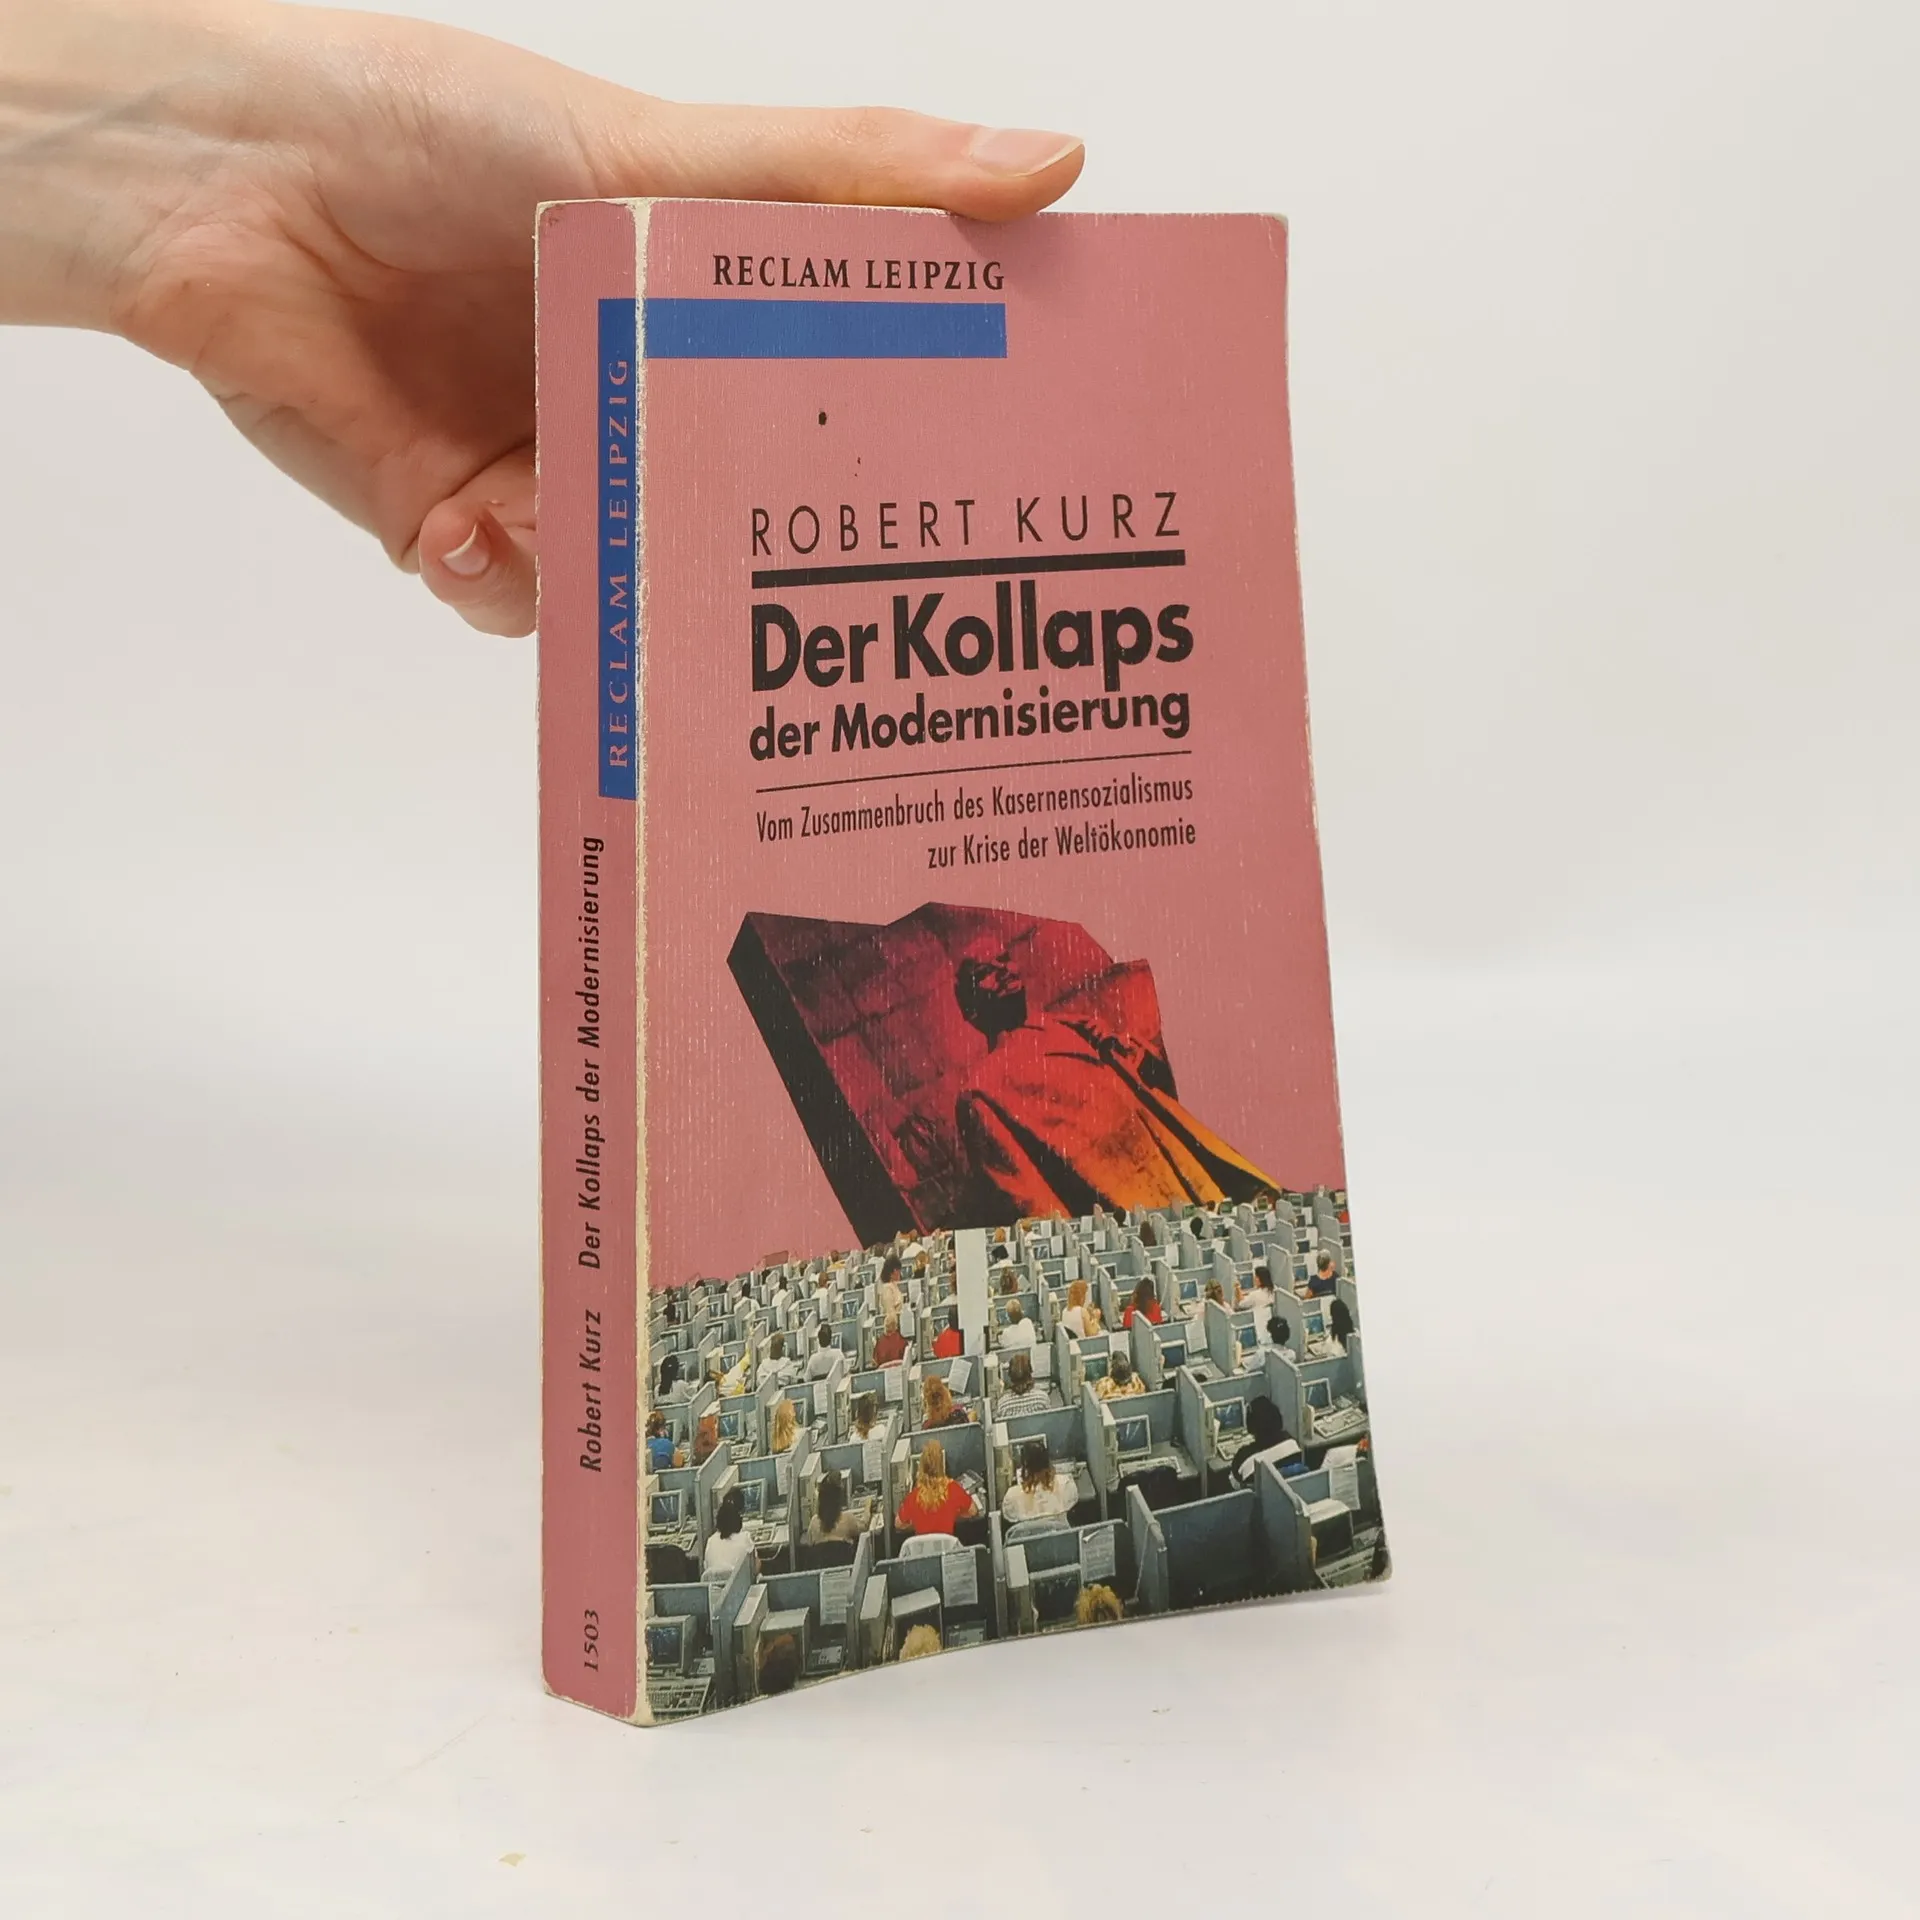 RECLAM LEIPZIG
ROBERT KURZ
Der Kollaps
der Modernisierung
Vom Zusammenbruch des Kasernensozialismus
zur Krise der Weltökonomie
RECLAM LEIPZIG
Robert Kurz Der Kollaps der Modernisierung
1503